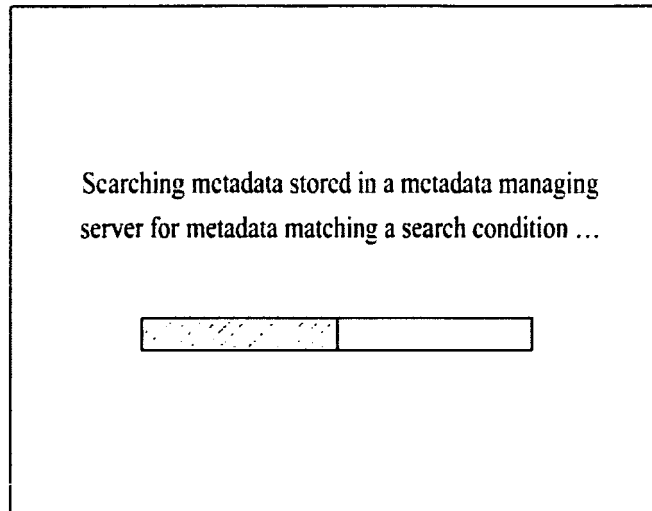 Searching metadata stored in a metadata managing
server for metadata matching a search condition ...